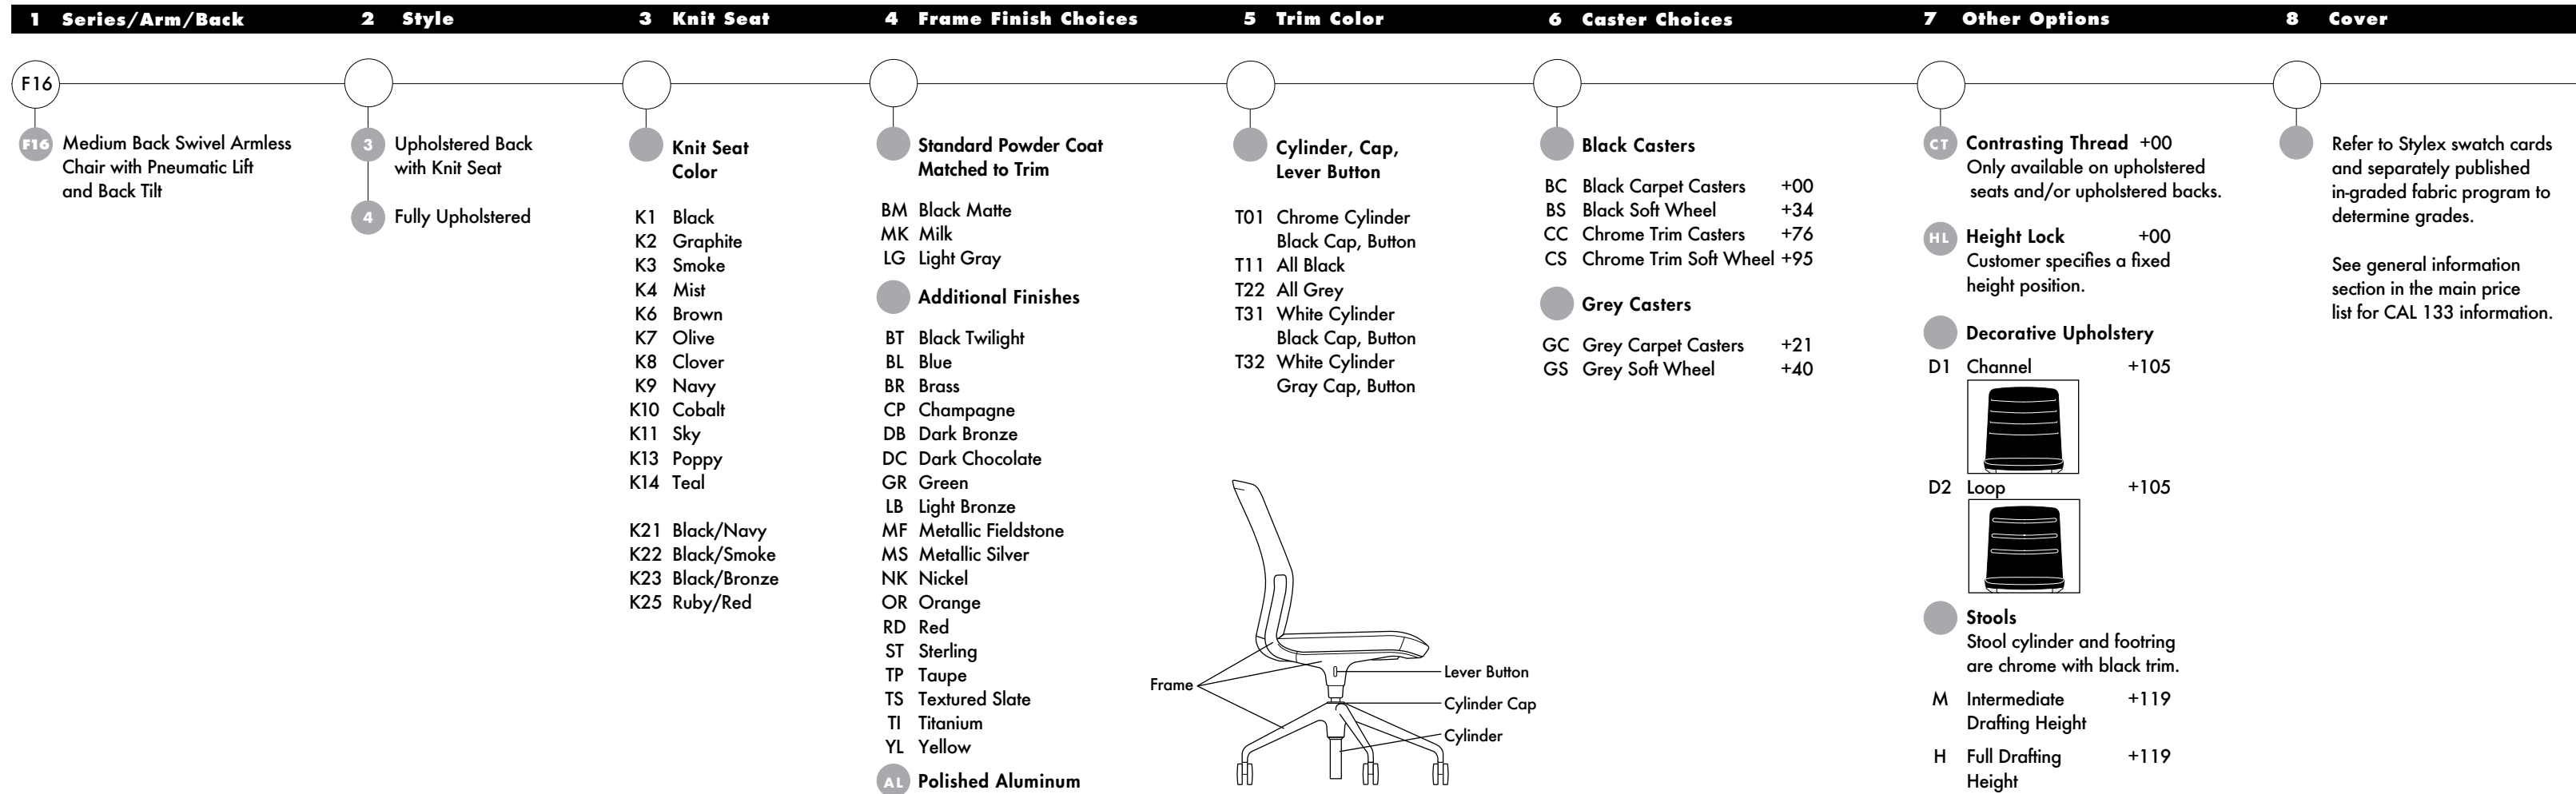 1 Series/Arm/Back
2 Style
3 Knit Seat
4 Frame Finish Choices
5 Trim Color
6 Caster Choices
7 Other Options
8 Cover
F16
F16 Medium Back Swivel Armless
Chair with Pneumatic Lift
and Back Tilt
3 Upholstered Back
with Knit Seat
4 Fully Upholstered
Knit Seat
Color
K1 Black
K2 Graphite
K3 Smoke
K4 Mist
K6 Brown
K7 Olive
K8 Clover
K9 Navy
K10 Cobalt
K11 Sky
K13 Poppy
K14 Teal
K21 Black/Navy
K22 Black/Smoke
K23 Black/Bronze
K25 Ruby/Red
Standard Powder Coat
Matched to Trim
BM Black Matte
MK Milk
LG Light Gray
Additional Finishes
BT Black Twilight
BL Blue
BR Brass
CP Champagne
DB Dark Bronze
DC Dark Chocolate
GR Green
LB Light Bronze
MF Metallic Fieldstone
MS Metallic Silver
NK Nickel
OR Orange
RD Red
ST Sterling
TP Taupe
TS Textured Slate
TI Titanium
YL Yellow
AL Polished Aluminum
Cylinder, Cap,
Lever Button
T01 Chrome Cylinder
Black Cap, Button
T11 All Black
T22 All Grey
T31 White Cylinder
Black Cap, Button
T32 White Cylinder
Gray Cap, Button
Frame
Lever Button
Cylinder Cap
Cylinder
Black Casters
BC Black Carpet Casters +00
BS Black Soft Wheel +34
CC Chrome Trim Casters +76
CS Chrome Trim Soft Wheel +95
Grey Casters
GC Grey Carpet Casters +21
GS Grey Soft Wheel +40
CT Contrasting Thread +00
Only available on upholstered
seats and/or upholstered backs.
HL Height Lock +00
Customer specifies a fixed
height position.
Decorative Upholstery
D1 Channel +105
D2 Loop +105
Stools
Stool cylinder and footring
are chrome with black trim.
M Intermediate +119
Drafting Height
H Full Drafting +119
Height
Refer to Stylex swatch cards
and separately published
in-graded fabric program to
determine grades.
See general information
section in the main price
list for CAL 133 information.